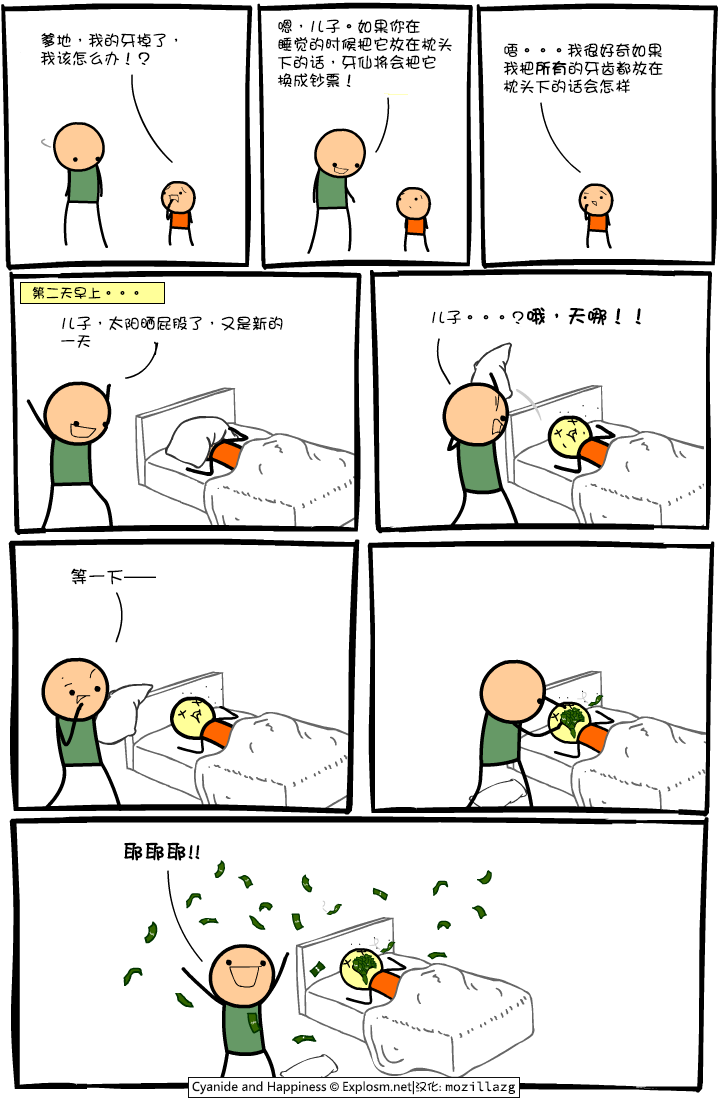 爹地，我的牙掉了，
我该怎么办！？
嗯，儿子。如果你在
睡觉的时候把它放在枕头
下的话，牙仙将会把它
换成钞票！
唔。。。我很好奇如果
我把所有的牙齿都放在
枕头下的话会怎样
第二天早上。。。
儿子，太阳晒屁股了，又是新的
一天
儿子。。。？哦，天哪！！
等一下——
耶耶耶!!
Cyanide and Happiness © Explosm.net|汉化: mozillazg